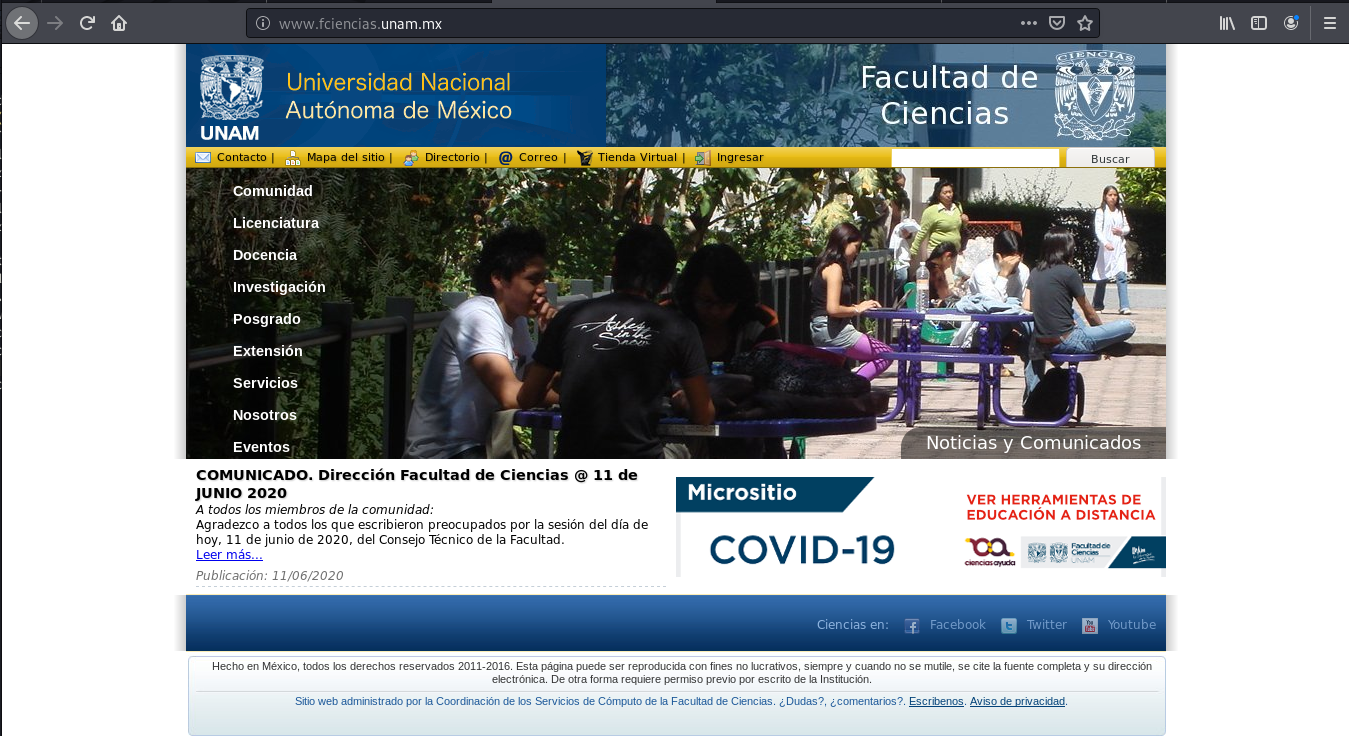 www.fciencias.unam.mx
Universidad Nacional
Autónoma de México
UNAM
Facultad de
Ciencias
CIENCIAS
Contacto |
Mapa del sitio |
Directorio |
Correo |
Tienda Virtual |
Ingresar
Buscar
Comunidad
Licenciatura
Docencia
Investigación
Posgrado
Extensión
Servicios
Nosotros
Eventos
Ashes
in the
Snow
Noticias y Comunicados
COMUNICADO. Dirección Facultad de Ciencias @ 11 de
JUNIO 2020
A todos los miembros de la comunidad:
Agradezco a todos los que escribieron preocupados por la sesión del día de
hoy, 11 de junio de 2020, del Consejo Técnico de la Facultad.
Leer más...
Publicación: 11/06/2020
Micrositio
COVID-19
VER HERRAMIENTAS DE
EDUCACIÓN A DISTANCIA
ciencias ayuda
Facultad de
Ciencias
UNAM
Ciencias en:
Facebook
Twitter
Youtube
Hecho en México, todos los derechos reservados 2011-2016. Esta página puede ser reproducida con fines no lucrativos, siempre y cuando no se mutile, se cite la fuente completa y su dirección
electrónica. De otra forma requiere permiso previo por escrito de la Institución.
Sitio web administrado por la Coordinación de los Servicios de Cómputo de la Facultad de Ciencias. ¿Dudas?, ¿comentarios?. Escribenos. Aviso de privacidad.